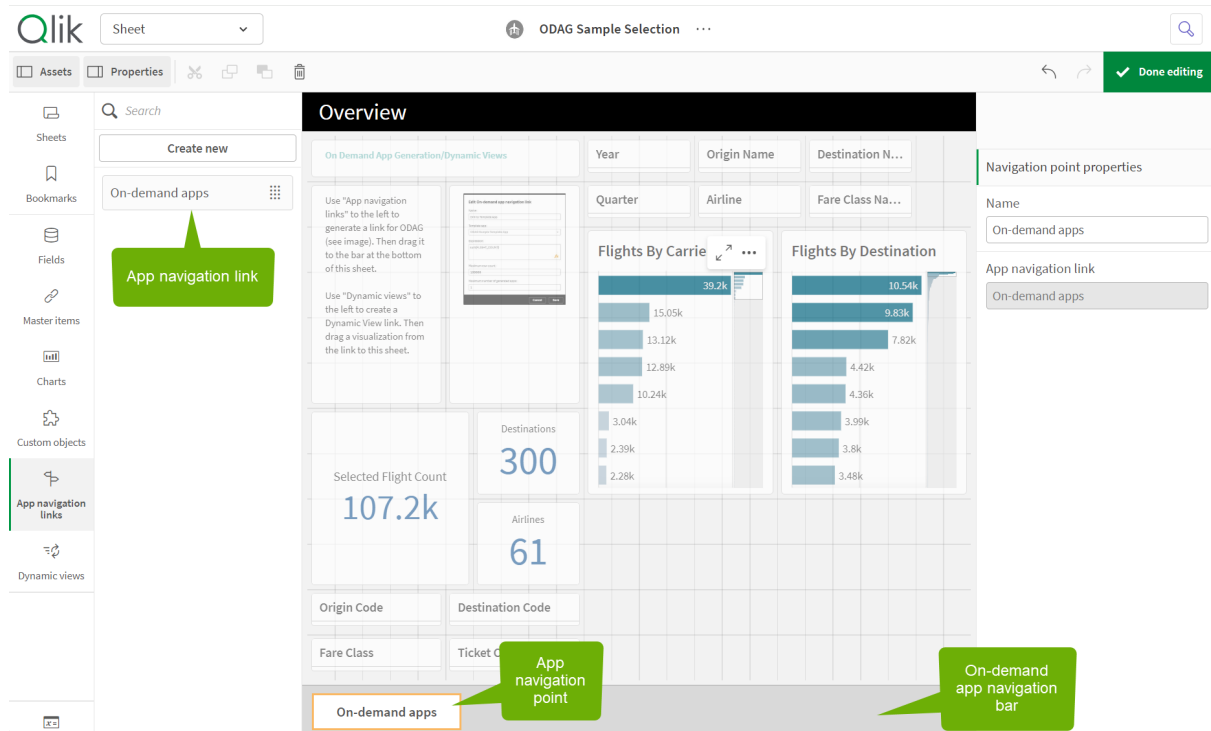 Qlik
Sheet
ODAG Sample Selection
Assets
Properties
Done editing
Sheets
Bookmarks
Fields
Master items
Charts
Custom objects
App navigation
links
Dynamic views
Search
Create new
On-demand apps
App navigation link
Overview
On Demand App Generation/Dynamic Views
Year
Origin Name
Destination N...
Use "App navigation
links" to the left to
generate a link for ODAG
(see image). Then drag it
to the bar at the bottom
of this sheet.
Use "Dynamic views" to
the left to create a
Dynamic View link. Then
drag a visualization from
the link to this sheet.
Quarter
Airline
Fare Class Na...
Flights By Carrie
39.2k
15.05k
13.12k
12.89k
10.24k
3.04k
2.39k
2.28k
Flights By Destination
10.54k
9.83k
7.82k
4.42k
4.36k
3.99k
3.8k
3.48k
Selected Flight Count
107.2k
Destinations
300
Airlines
61
Origin Code
Destination Code
Fare Class
Ticket
App
navigation
point
On-demand apps
On-demand
app navigation
bar
Navigation point properties
Name
On-demand apps
App navigation link
On-demand apps